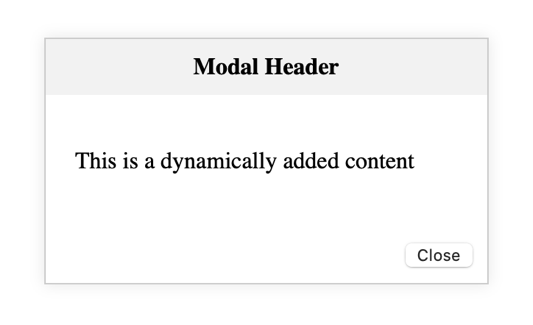 Modal Header
This is a dynamically added content
Close